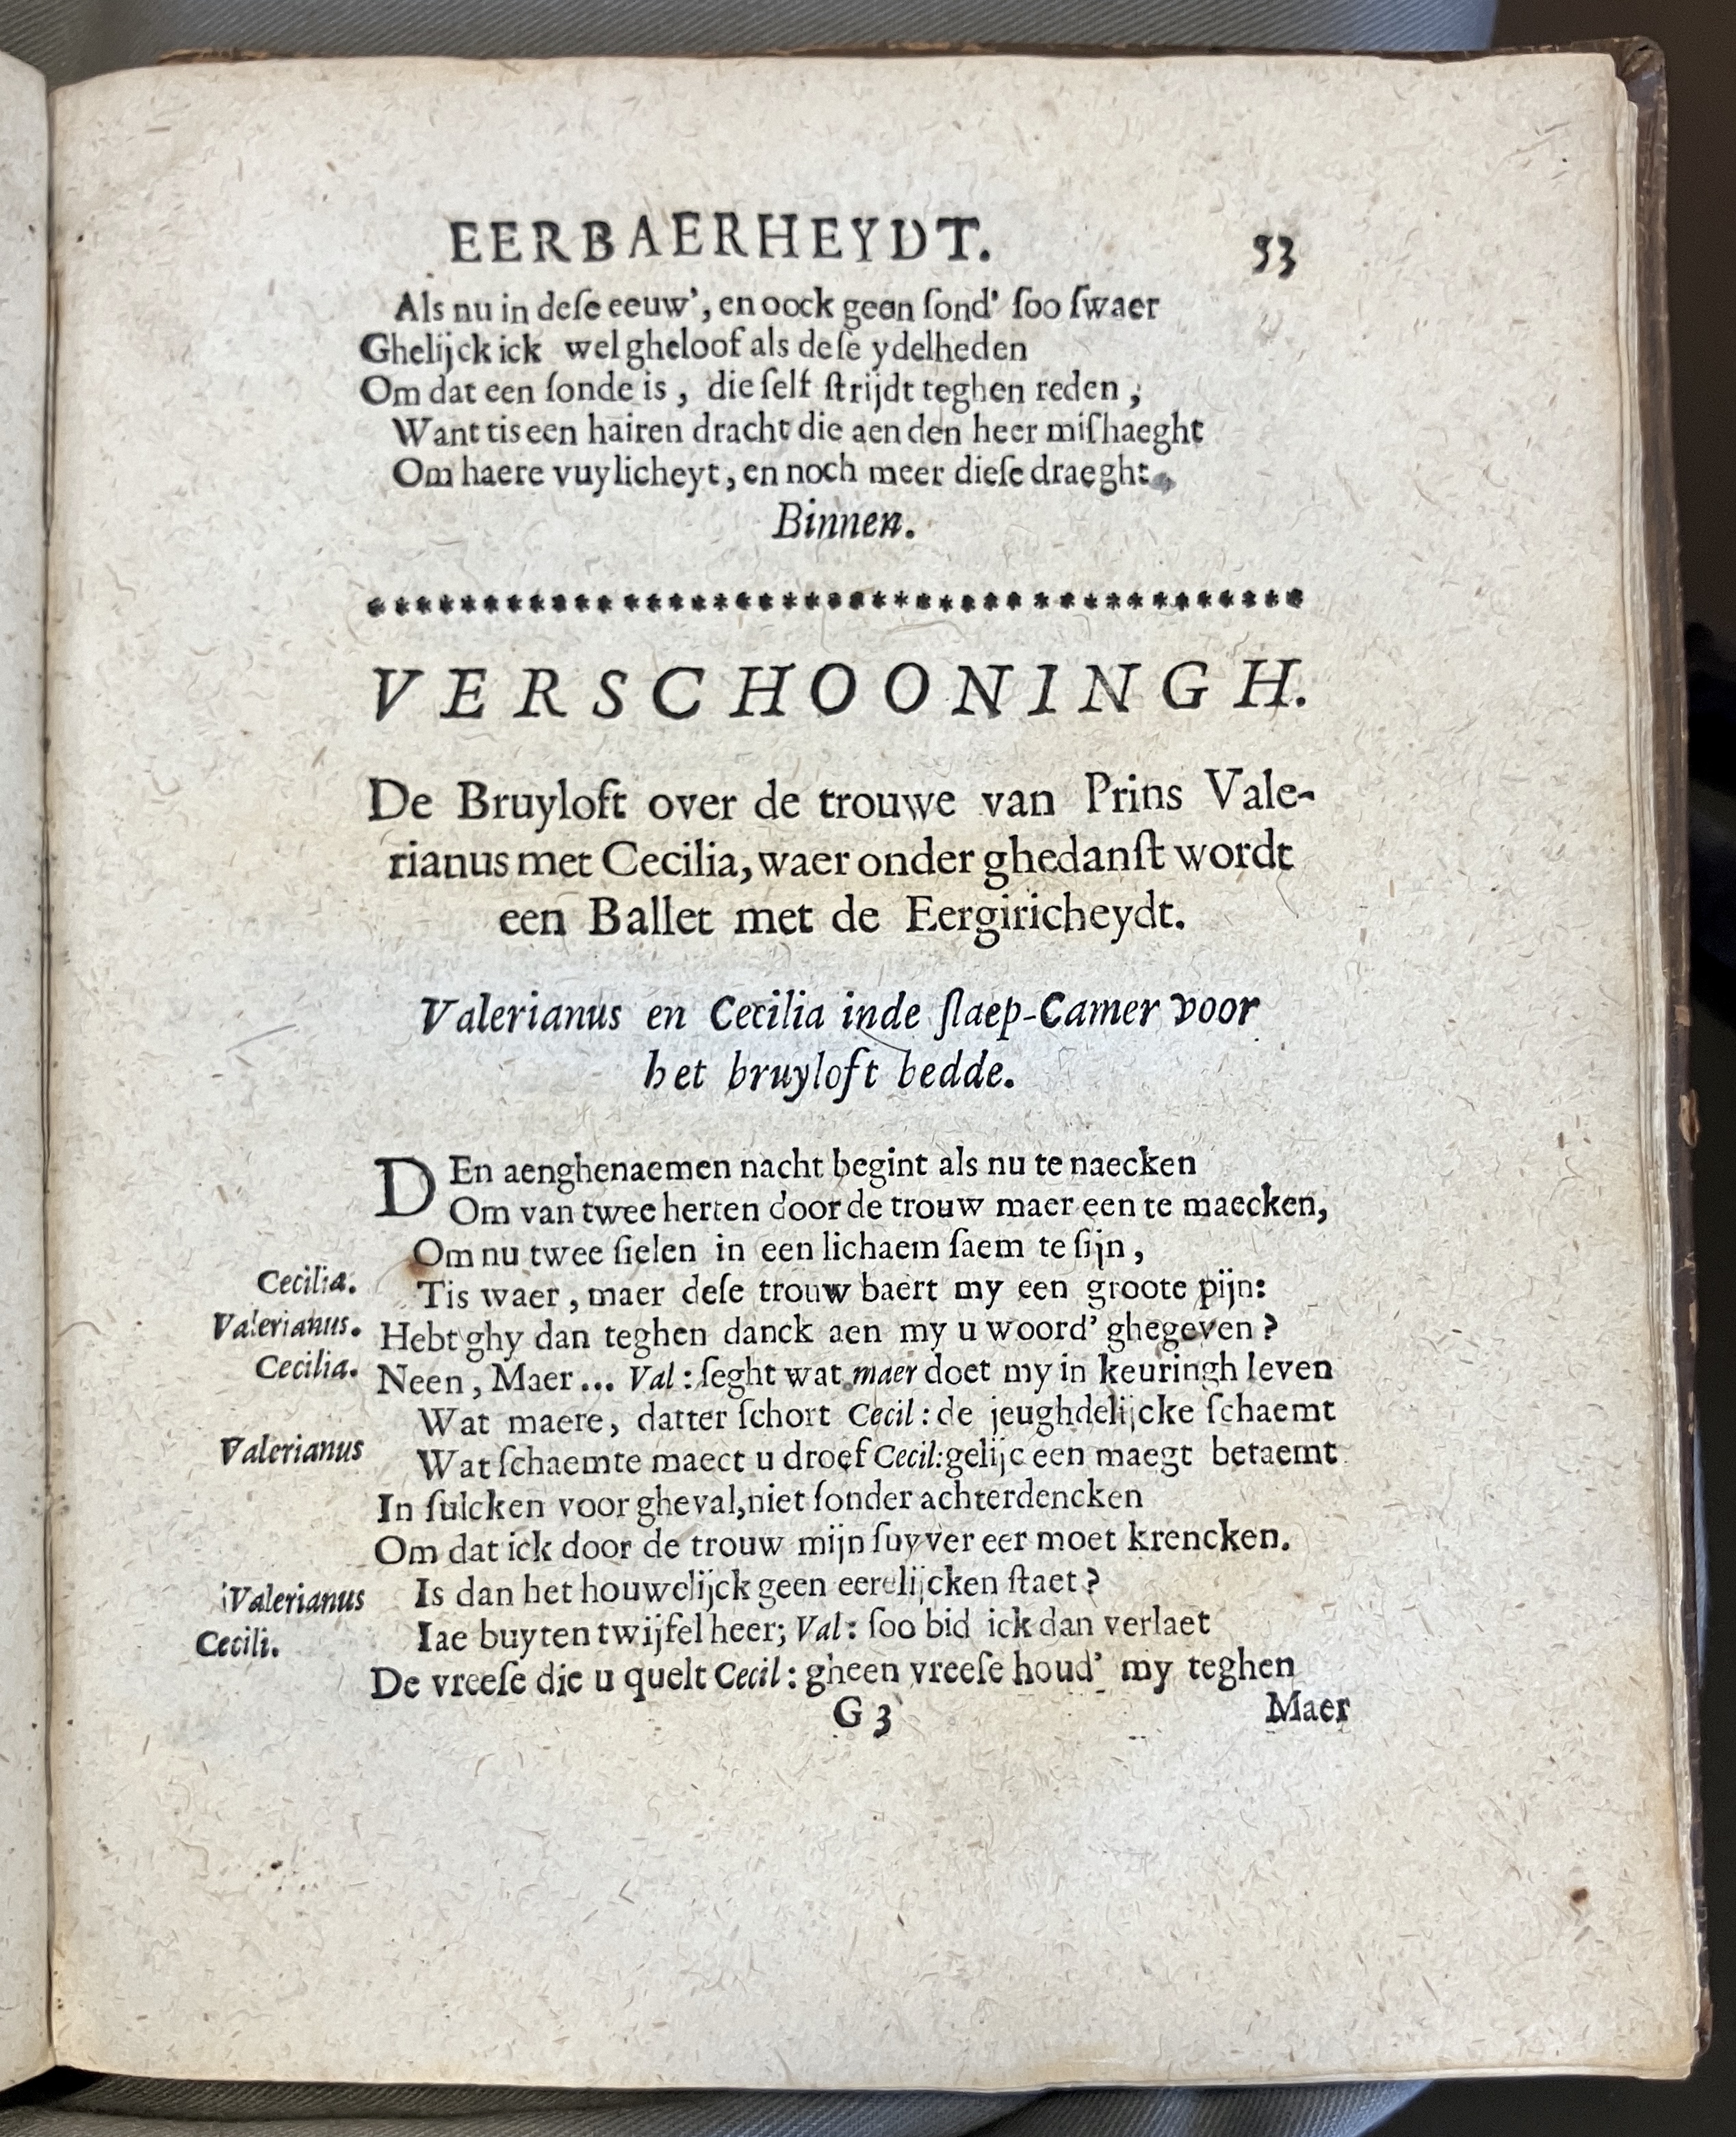 EERBAERHEYDT. 53
Als nu in deſe eeuw', en oock geen ſond' ſoo ſwaer
Ghelijck ick wel gheloof als deſe ydelheden
Om dat een ſonde is, die ſelf ſtrijdt teghen reden;
Want tis een hairen dracht die aen den heer miſhaeght
Om haere vuylicheyt, en noch meer dieſe draeght.
Binnen.
VERSCHOONINGH.
De Bruyloft over de trouwe van Prins Vale-
rianus met Cecilia, waer onder ghedanſt wordt
een Ballet met de Eergiricheydt.
Valerianus en Cecilia inde ſlaep-Camer voor
het bruyloft bedde.
DEn aenghenaemen nacht begint als nu te naecken
Om van twee herten door de trouw maer een te maecken,
Om nu twee ſielen in een lichaem ſaem te ſijn,
Cecilia. Tis waer, maer deſe trouw baert my een groote pijn:
Valerianus. Hebt ghy dan teghen danck aen my u woord' ghegeven?
Cecilia. Neen, Maer... Val: ſeght wat maer doet my in keuringh leven
Wat maere, datter ſchort Cecil: de jeughdelijcke ſchaemt
Valerianus Wat ſchaemte maect u droef Cecil: gelijc een maegt betaemt
In ſulcken voor gheval, niet ſonder achterdencken
Om dat ick door de trouw mijn ſuyver eer moet krencken.
Valerianus Is dan het houwelijck geen eerelijcken ſtaet?
Cecili. Iae buyten twijfel heer; Val: ſoo bid ick dan verlaet
De vreeſe die u quelt Cecil: gheen vreeſe houd' my teghen
G 3 Maer